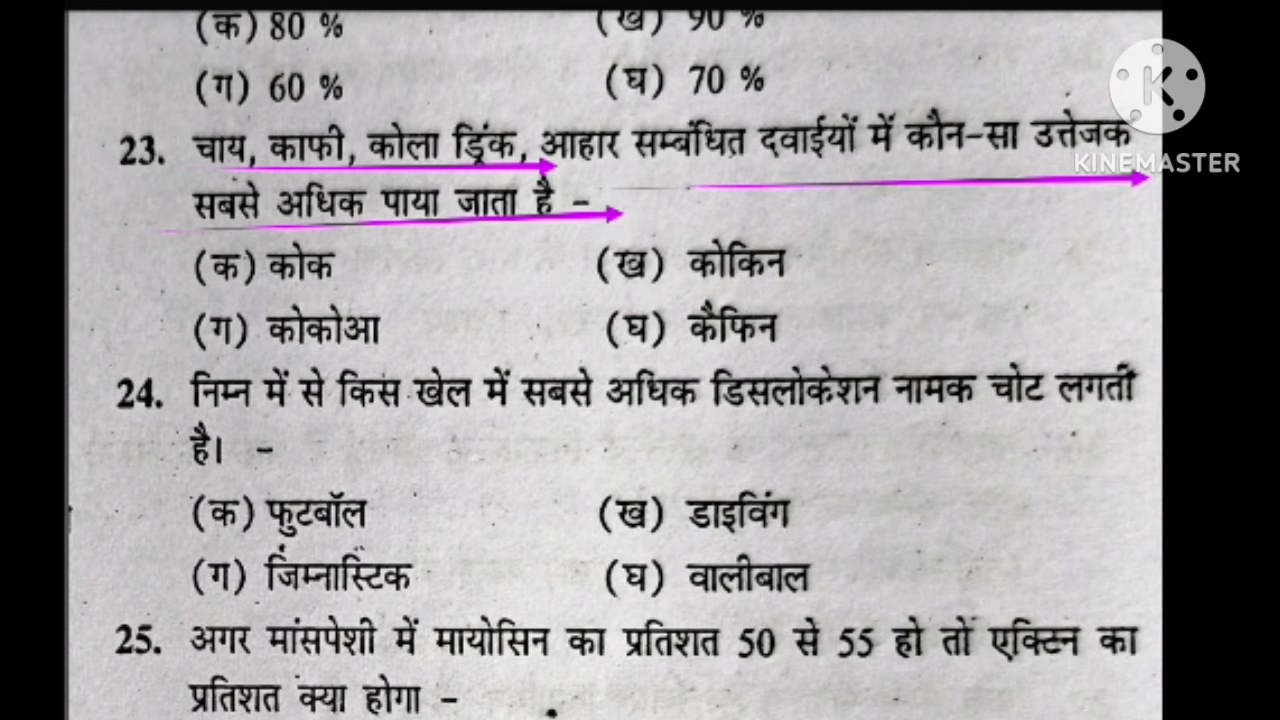 (क) 80 % (ख) 90 %
(ग) 60 % (घ) 70 %
23. चाय, काफी, कोला ड्रिंक, आहार सम्बंधित दवाईयों में कौन-सा उत्तेजक
सबसे अधिक पाया जाता है -
(क) कोक (ख) कोकिन
(ग) कोकोआ (घ) कैफिन
24. निम्न में से किस खेल में सबसे अधिक डिसलोकेशन नामक चोट लगती
है। -
(क) फुटबॉल (ख) डाइविंग
(ग) जिंम्नास्टिक (घ) वालीबाल
25. अगर मांसपेशी में मायोसिन का प्रतिशत 50 से 55 हो तो एक्टिन का
प्रतिशत क्या होगा -
K
KINEMASTER